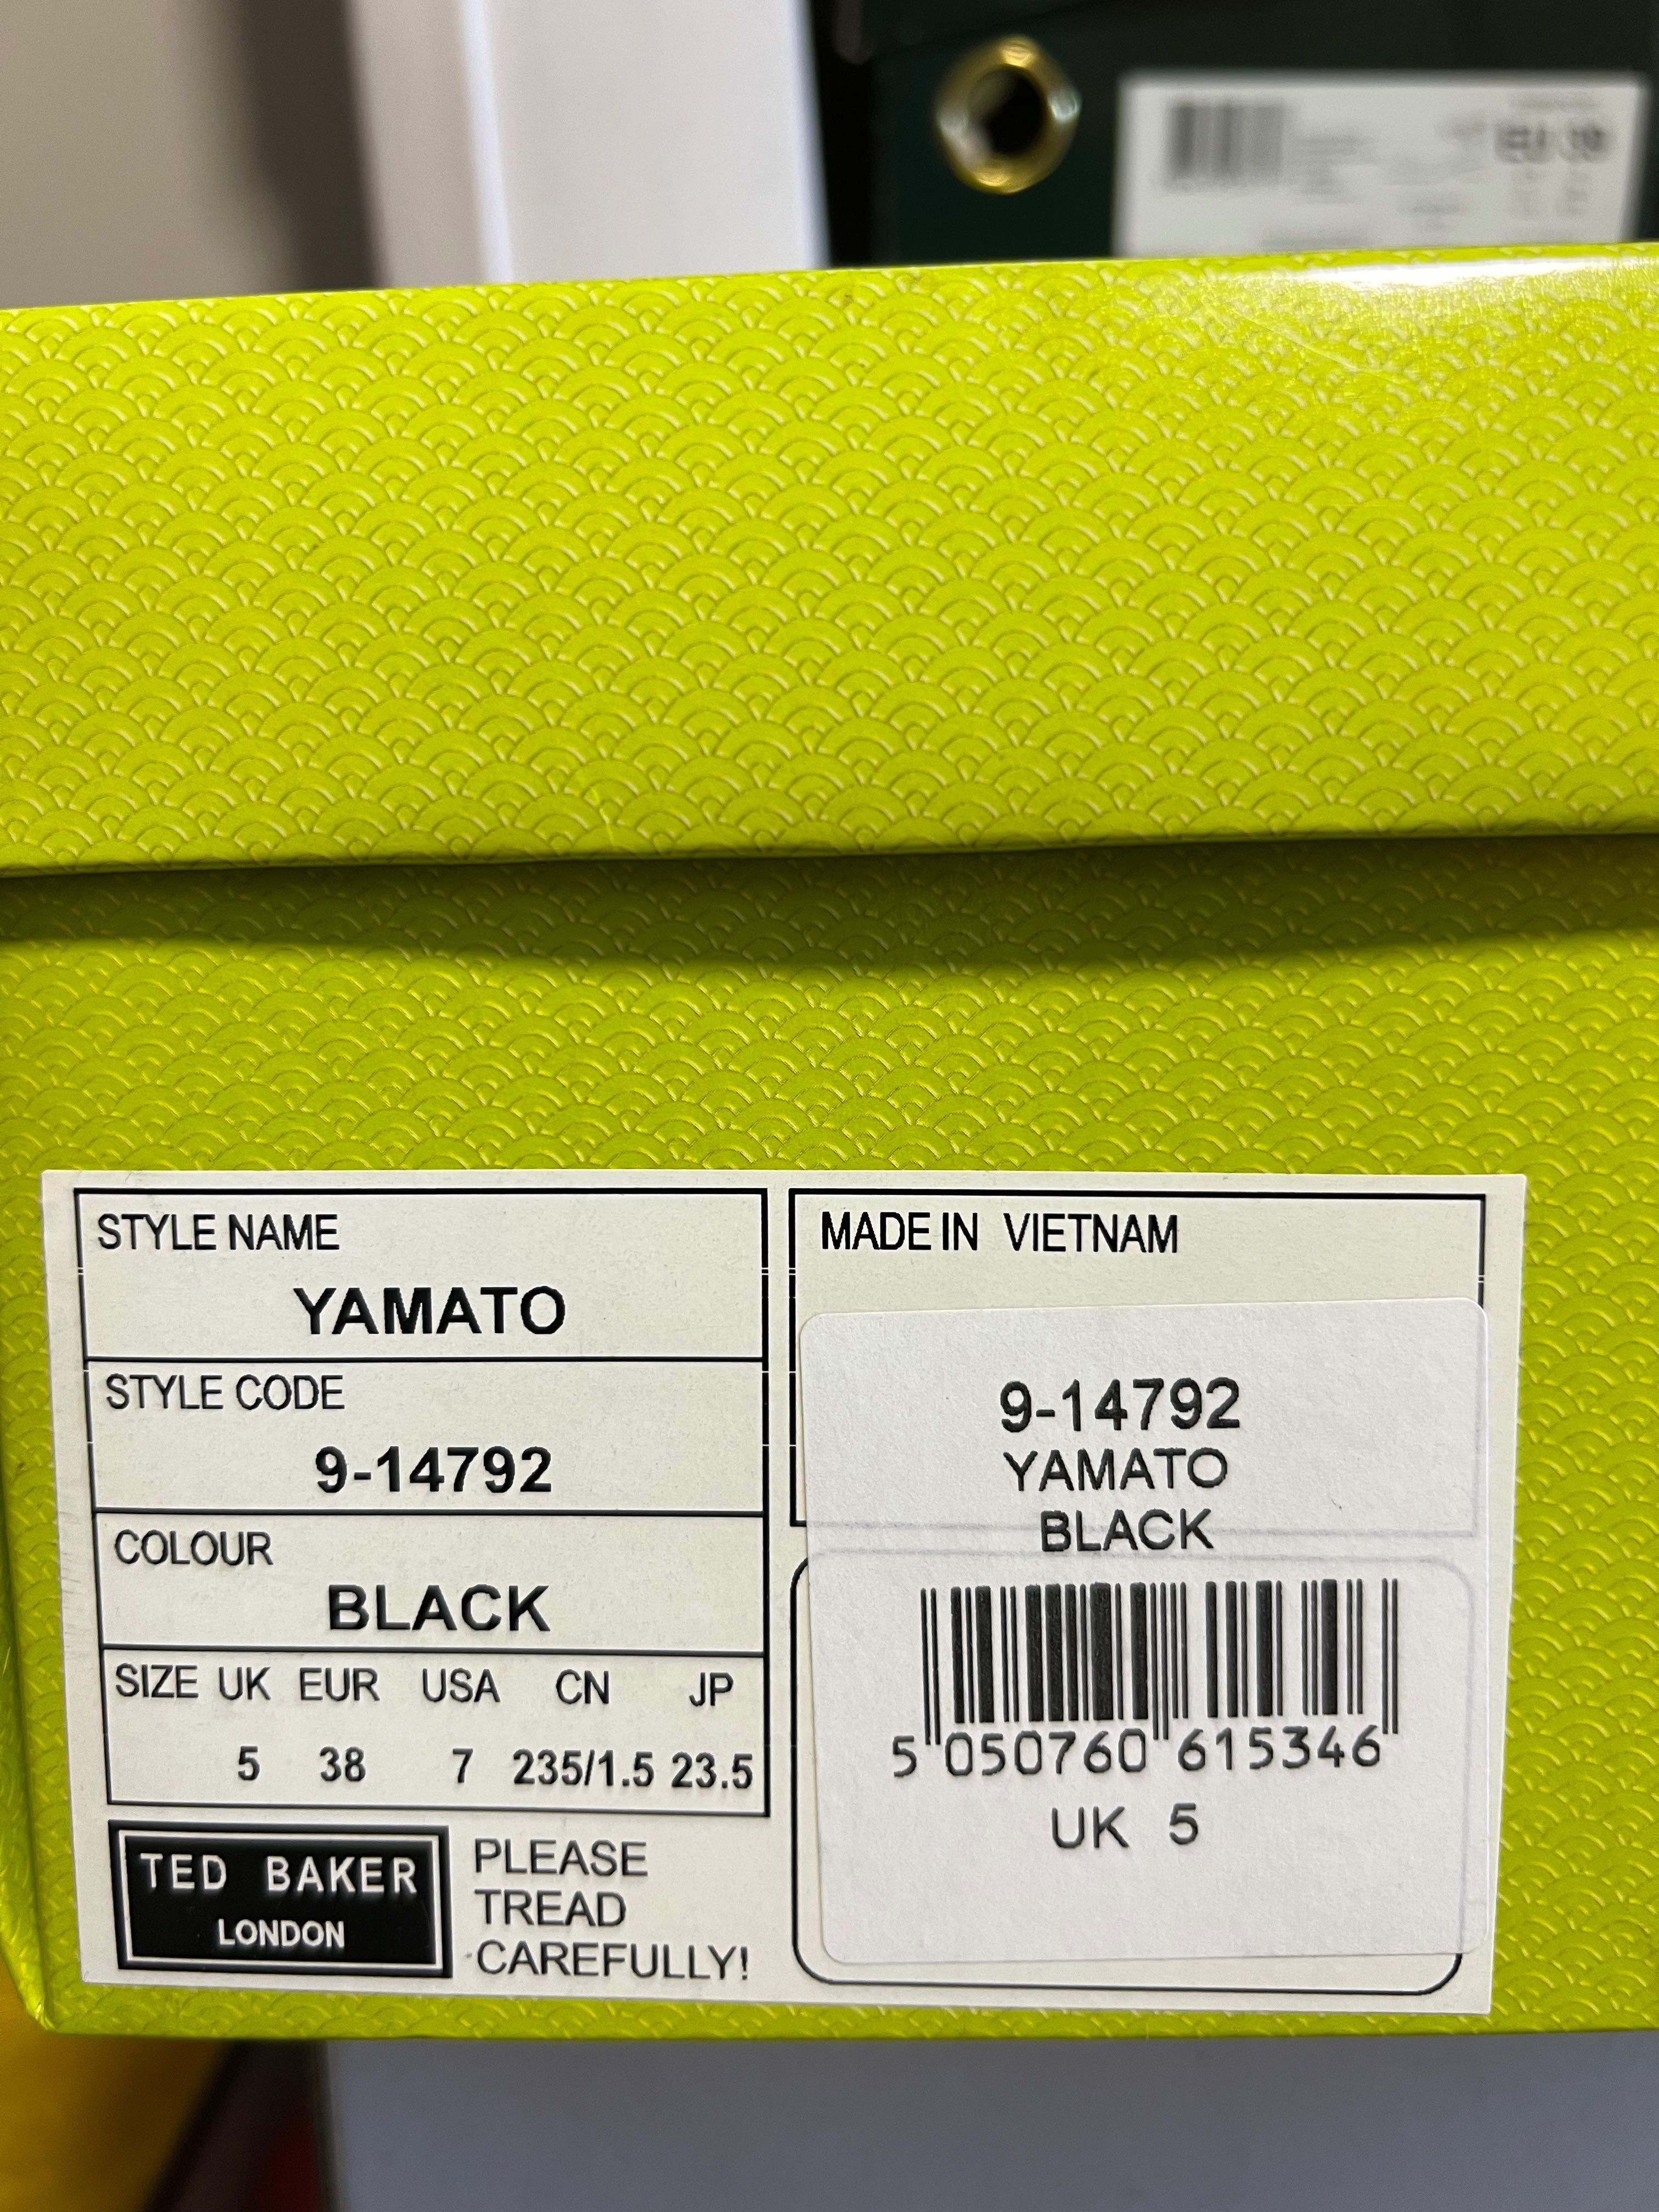 EU 39
STYLE NAME
YAMATO
STYLE CODE
9-14792
COLOUR
BLACK
SIZE UK EUR USA CN JP
5 38 7 235/1.5 23.5
TED BAKER
LONDON
PLEASE
TREAD
CAREFULLY!
MADE IN VIETNAM
9-14792
YAMATO
BLACK
5 050760 615346
UK 5